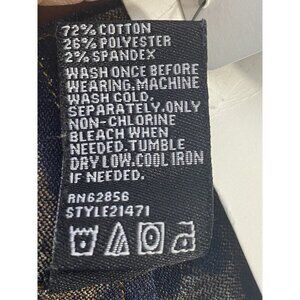 72% COTTON
26% POLYESTER
2% SPANDEX
WASH ONCE BEFORE
WEARING.MACHINE
WASH COLD.
SEPARATELY.ONLY
NON-CHLORINE
BLEACH WHEN
NEEDED.TUMBLE
DRY LOW.COOL IRON
IF NEEDED.
RN62856
STYLE21471